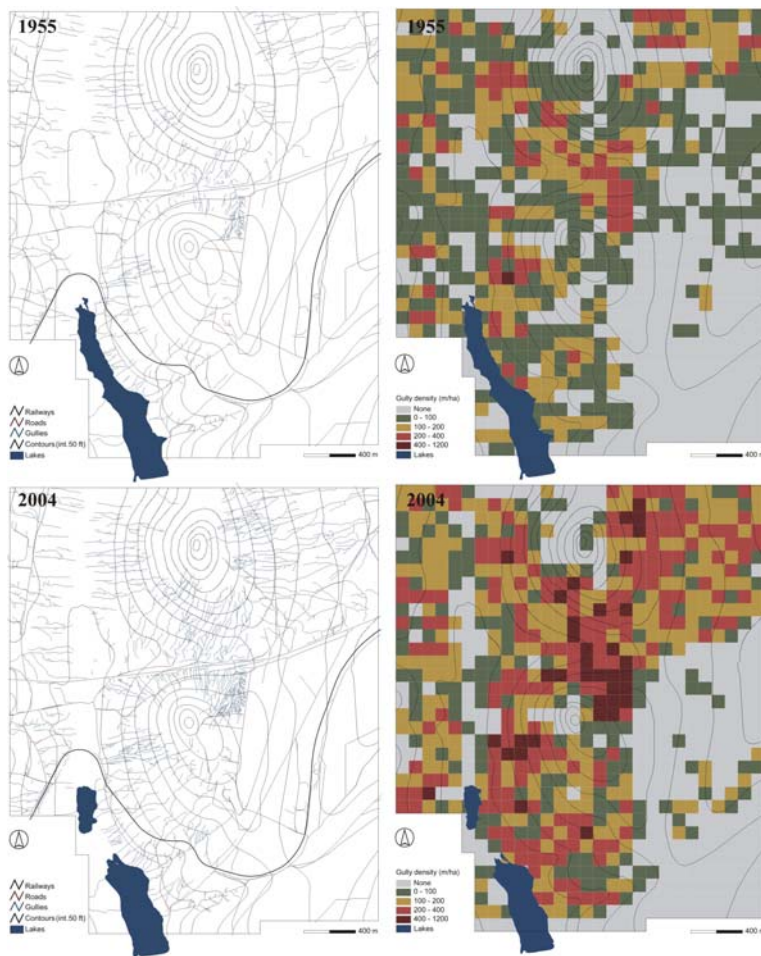 1955
Railways
Roads
Gullies
Contours (int.50 ft)
Lakes
400 m
1955
Gully density (m/ha)
None
0 - 100
100 - 200
200 - 400
400 - 1200
Lakes
400 m
2004
Railways
Roads
Gullies
Contours (int.50 ft)
Lakes
400 m
2004
Gully density (m/ha)
None
0 - 100
100 - 200
200 - 400
400 - 1200
Lakes
400 m